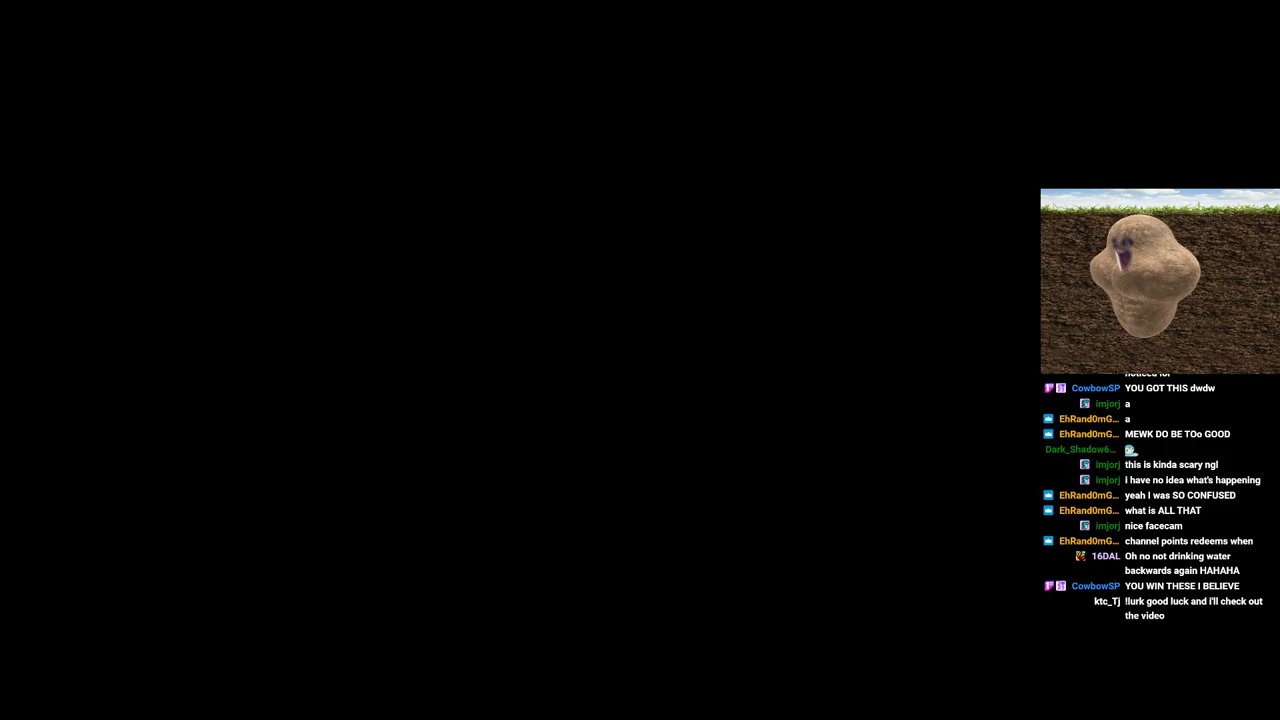 noticed lol
CowbowSP YOU GOT THIS dwdw
imjorj a
EhRand0mG... a
EhRand0mG... MEWK DO BE TOo GOOD
Dark_Shadow6...
imjorj this is kinda scary ngl
imjorj i have no idea what's happening
EhRand0mG... yeah I was SO CONFUSED
EhRand0mG... what is ALL THAT
imjorj nice facecam
EhRand0mG... channel points redeems when
16DAL Oh no not drinking water
backwards again HAHAHA
CowbowSP YOU WIN THESE I BELIEVE
ktc_Tj !lurk good luck and i'll check out
the video